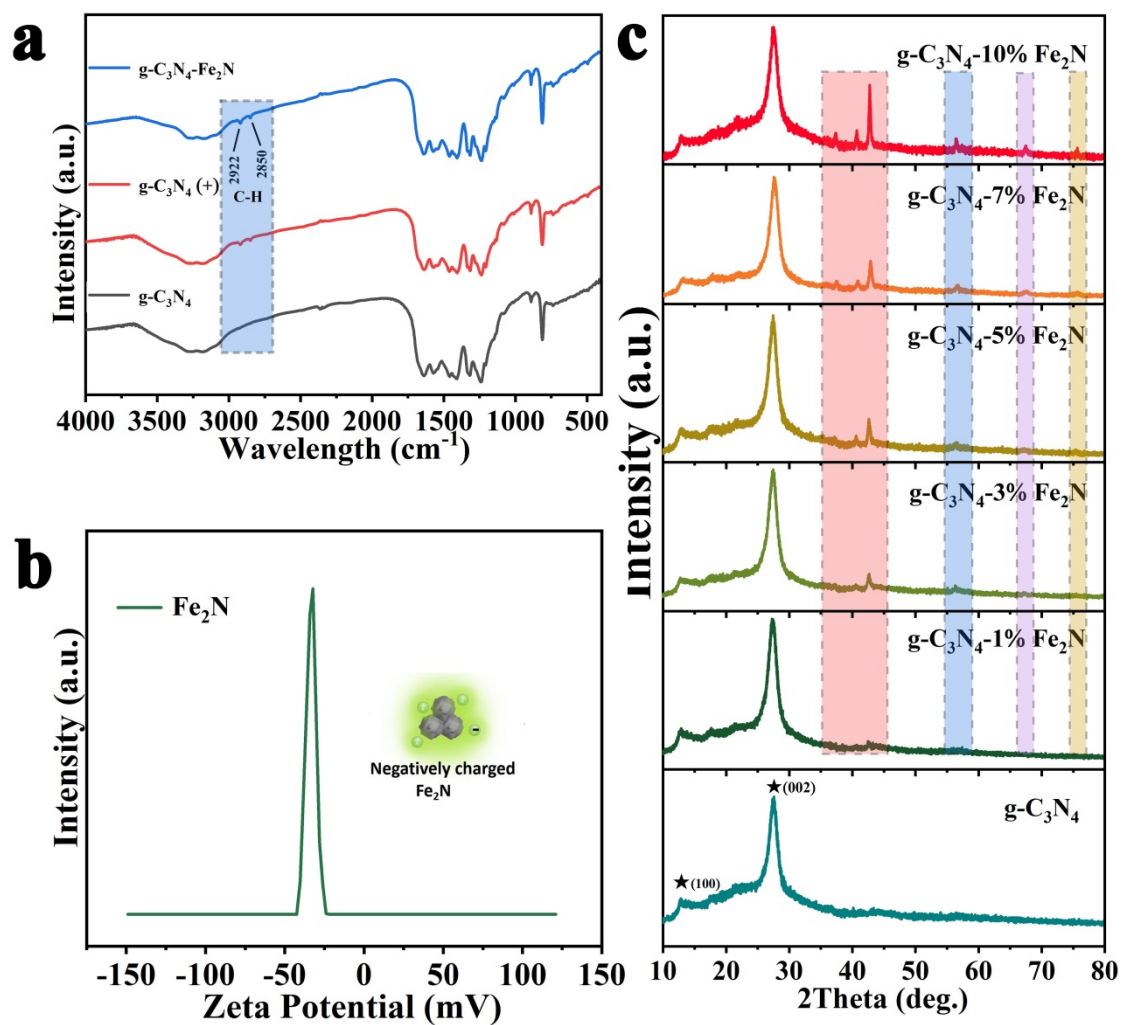 a
g-C₃N₄-Fe₂N
2922
2850
C-H
g-C₃N₄ (+)
g-C₃N₄
Intensity (a.u.)
4000 3500 3000 2500 2000 1500 1000 500
Wavelength (cm⁻¹)
b
Fe₂N
Negatively charged
Fe₂N
Intensity (a.u.)
-150 -100 -50 0 50 100 150
Zeta Potential (mV)
c
g-C₃N₄-10% Fe₂N
g-C₃N₄-7% Fe₂N
g-C₃N₄-5% Fe₂N
g-C₃N₄-3% Fe₂N
g-C₃N₄-1% Fe₂N
★(002)
g-C₃N₄
★(100)
Intensity (a.u.)
10 20 30 40 50 60 70 80
2Theta (deg.)